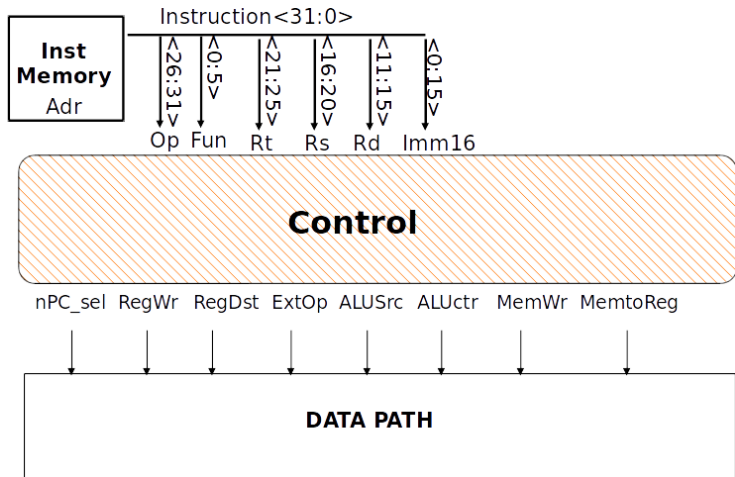 Instruction<31:0>
Inst
Memory
Adr
<26:31>
<0:5>
<21:25>
<16:20>
<11:15>
<0:15>
Op Fun Rt Rs Rd Imm16
Control
nPC_sel RegWr RegDst ExtOp ALUSrc ALUctr MemWr MemtoReg
DATA PATH